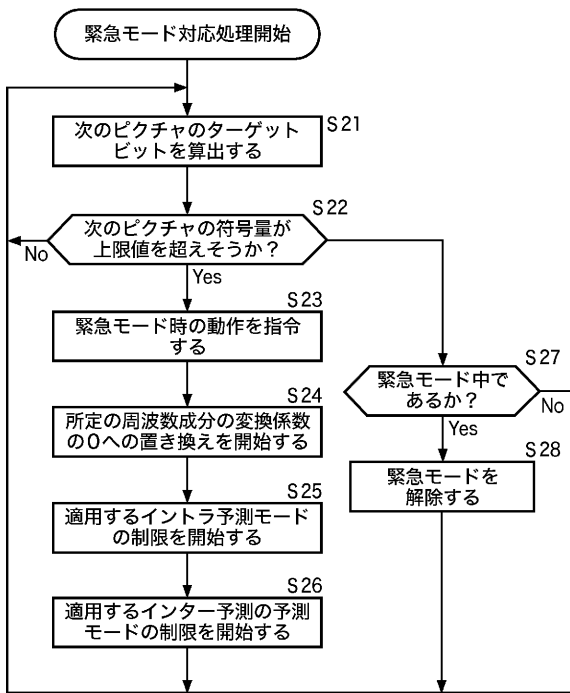 緊急モード対応処理開始
S21
次のピクチャのターゲット
ビットを算出する
S22
次のピクチャの符号量が
上限値を超えそうか?
No
Yes
S23
緊急モード時の動作を指令
する
S24
所定の周波数成分の変換係数
の0への置き換えを開始する
S25
適用するイントラ予測モード
の制限を開始する
S26
適用するインター予測の予測
モードの制限を開始する
S27
緊急モード中で
あるか?
No
Yes
S28
緊急モードを
解除する